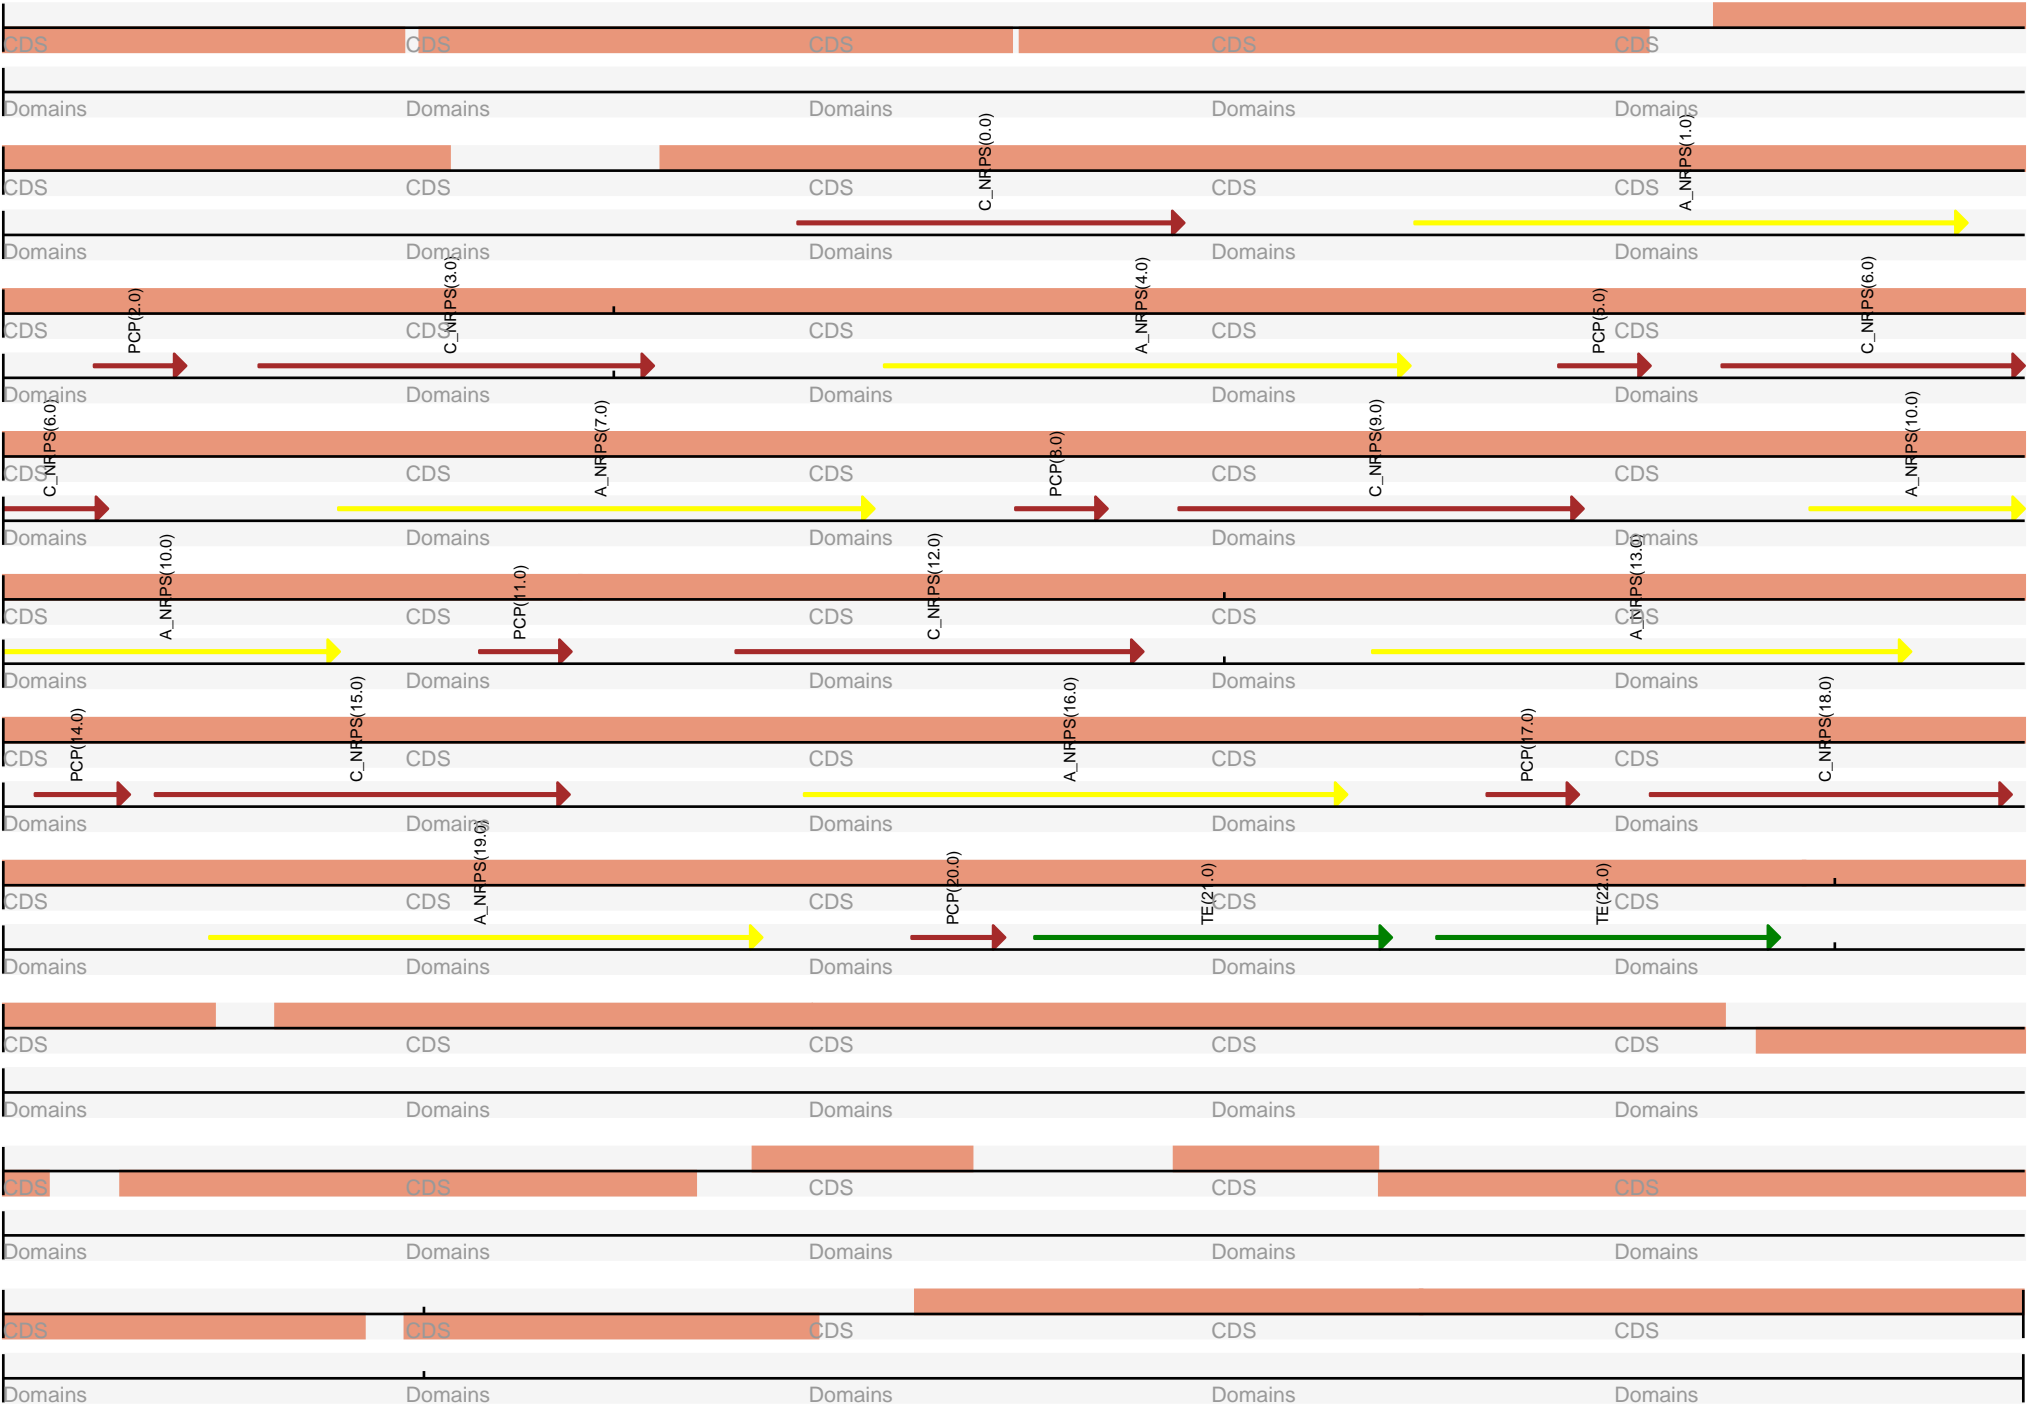 CDS CDS CDS CDS CDS
Domains Domains Domains Domains Domains
C_NRPS(0.0) A_NRPS(1.0)
CDS CDS CDS CDS CDS
Domains Domains Domains Domains Domains
PCP(2.0) C_NRPS(3.0) A_NRPS(4.0) PCP(5.0) C_NRPS(6.0)
CDS CDS CDS CDS CDS
Domains Domains Domains Domains Domains
C_NRPS(6.0) A_NRPS(7.0) PCP(8.0) C_NRPS(9.0) A_NRPS(10.0)
CDS CDS CDS CDS CDS
Domains Domains Domains Domains Domains
A_NRPS(10.0) PCP(11.0) C_NRPS(12.0) A_NRPS(13.0)
CDS CDS CDS CDS CDS
Domains Domains Domains Domains Domains
PCP(14.0) C_NRPS(15.0) A_NRPS(16.0) PCP(17.0) C_NRPS(18.0)
CDS CDS CDS CDS CDS
Domains Domains Domains Domains Domains
A_NRPS(19.0) PCP(20.0) TE(21.0) TE(22.0)
CDS CDS CDS CDS CDS
Domains Domains Domains Domains Domains
CDS CDS CDS CDS CDS
Domains Domains Domains Domains Domains
CDS CDS CDS CDS CDS
Domains Domains Domains Domains Domains
CDS CDS CDS CDS CDS
Domains Domains Domains Domains Domains